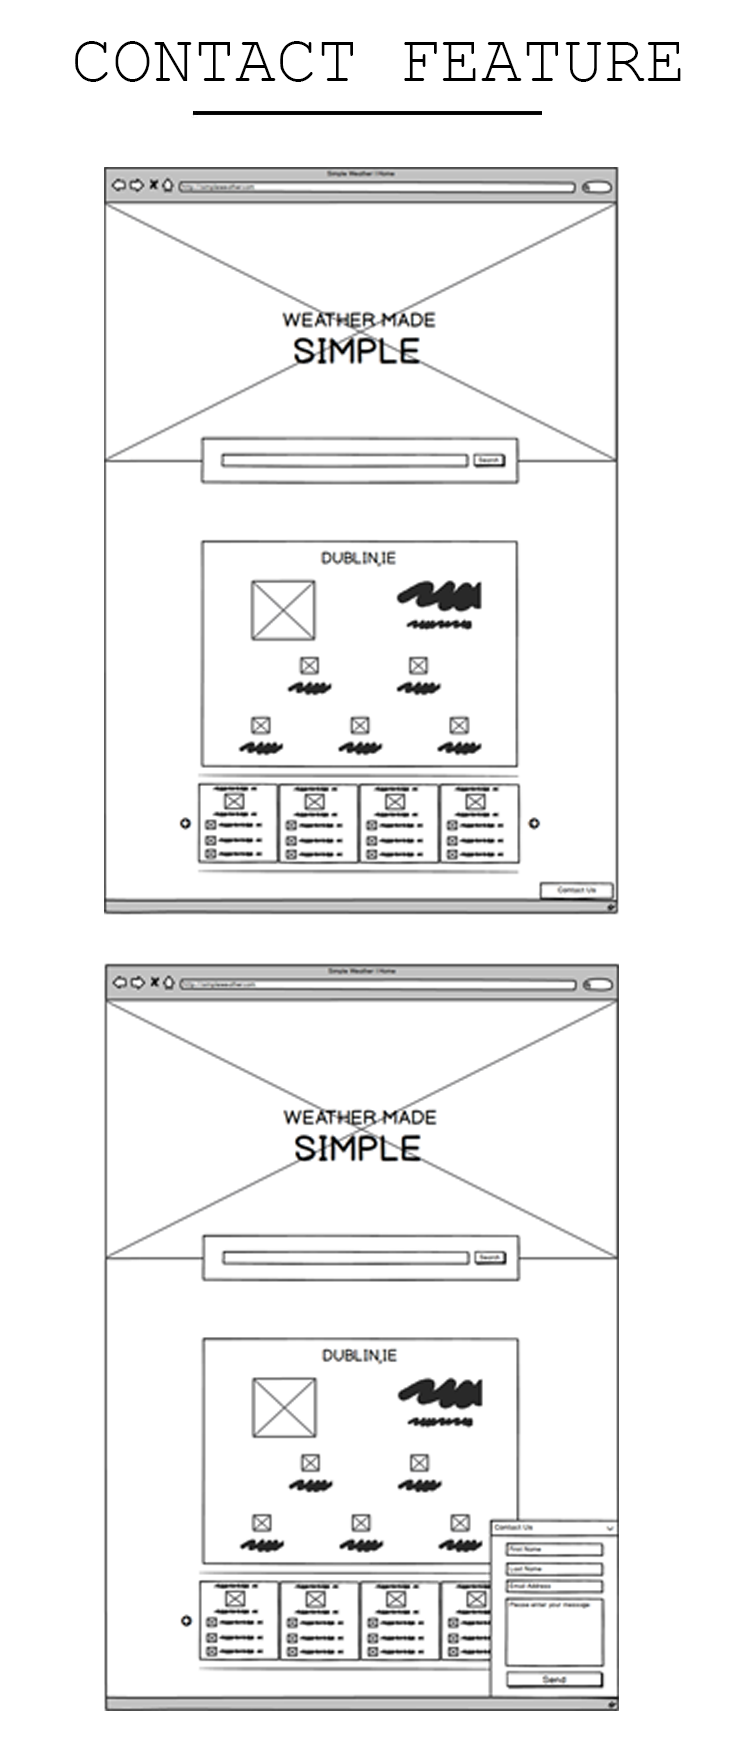 CONTACT FEATURE
Simple Weather | Home
http://simpleweather.com
WEATHER MADE
SIMPLE
Search
DUBLIN,IE
Contact Us
Simple Weather | Home
http://simpleweather.com
WEATHER MADE
SIMPLE
Search
DUBLIN,IE
Contact Us
First Name
Last Name
Email Address
Please enter your message
Send